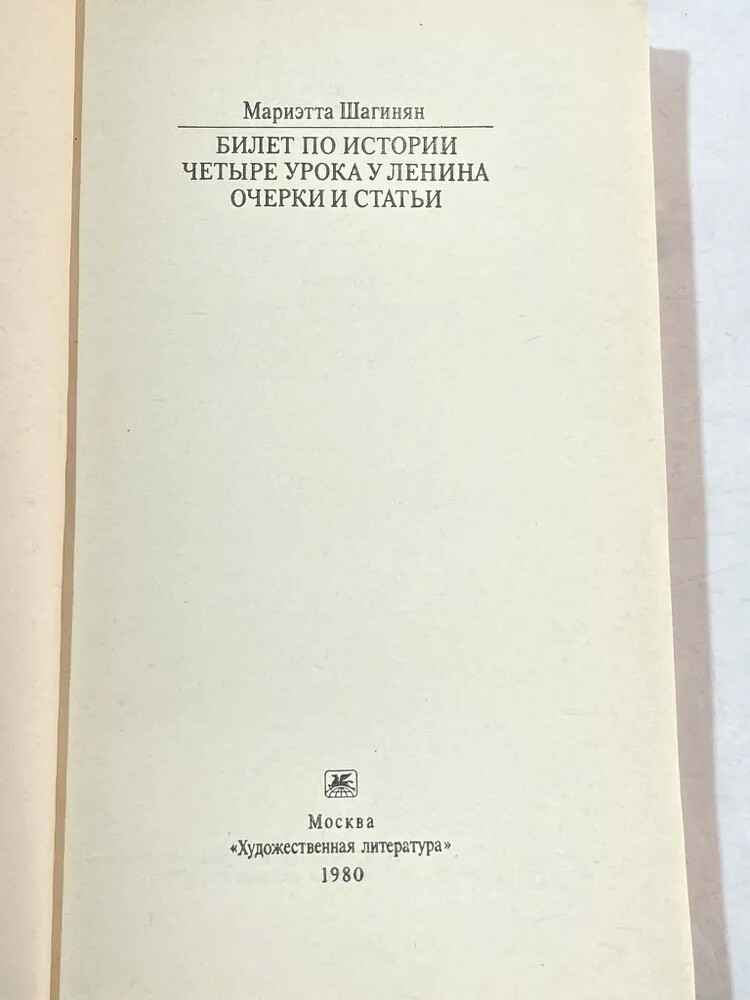 Мариэтта Шагинян
БИЛЕТ ПО ИСТОРИИ
ЧЕТЫРЕ УРОКА У ЛЕНИНА
ОЧЕРКИ И СТАТЬИ
Москва
«Художественная литература»
1980